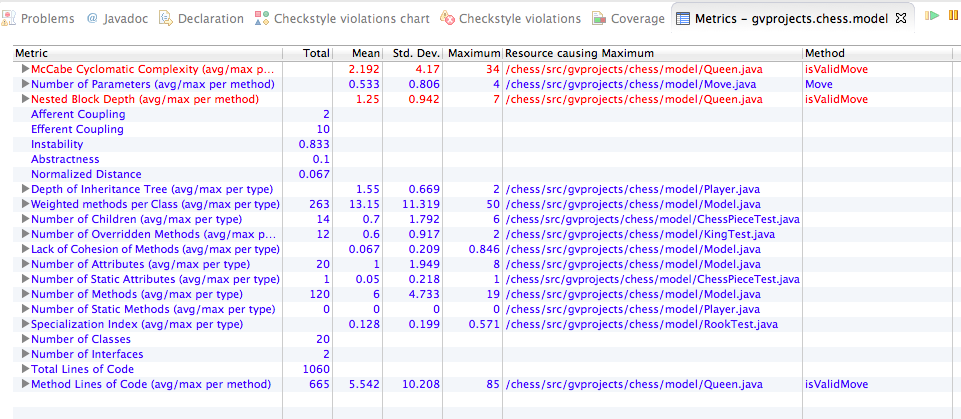 Problems @ Javadoc Declaration Checkstyle violations chart Checkstyle violations Coverage Metrics - gvprojects.chess.model
Metric Total Mean Std. Dev. Maximum Resource causing Maximum Method
McCabe Cyclomatic Complexity (avg/max p... 2.192 4.17 34 /chess/src/gvprojects/chess/model/Queen.java isValidMove
Number of Parameters (avg/max per method) 0.533 0.806 4 /chess/src/gvprojects/chess/model/Move.java Move
Nested Block Depth (avg/max per method) 1.25 0.942 7 /chess/src/gvprojects/chess/model/Queen.java isValidMove
Afferent Coupling 2
Efferent Coupling 10
Instability 0.833
Abstractness 0.1
Normalized Distance 0.067
Depth of Inheritance Tree (avg/max per type) 1.55 0.669 2 /chess/src/gvprojects/chess/model/Player.java
Weighted methods per Class (avg/max per type) 263 13.15 11.319 50 /chess/src/gvprojects/chess/model/Model.java
Number of Children (avg/max per type) 14 0.7 1.792 6 /chess/src/gvprojects/chess/model/ChessPieceTest.java
Number of Overridden Methods (avg/max p... 12 0.6 0.917 2 /chess/src/gvprojects/chess/model/KingTest.java
Lack of Cohesion of Methods (avg/max per type) 0.067 0.209 0.846 /chess/src/gvprojects/chess/model/Model.java
Number of Attributes (avg/max per type) 20 1 1.949 8 /chess/src/gvprojects/chess/model/Model.java
Number of Static Attributes (avg/max per type) 1 0.05 0.218 1 /chess/src/gvprojects/chess/model/ChessPieceTest.java
Number of Methods (avg/max per type) 120 6 4.733 19 /chess/src/gvprojects/chess/model/Model.java
Number of Static Methods (avg/max per type) 0 0 0 0 /chess/src/gvprojects/chess/model/Player.java
Specialization Index (avg/max per type) 0.128 0.199 0.571 /chess/src/gvprojects/chess/model/RookTest.java
Number of Classes 20
Number of Interfaces 2
Total Lines of Code 1060
Method Lines of Code (avg/max per method) 665 5.542 10.208 85 /chess/src/gvprojects/chess/model/Queen.java isValidMove